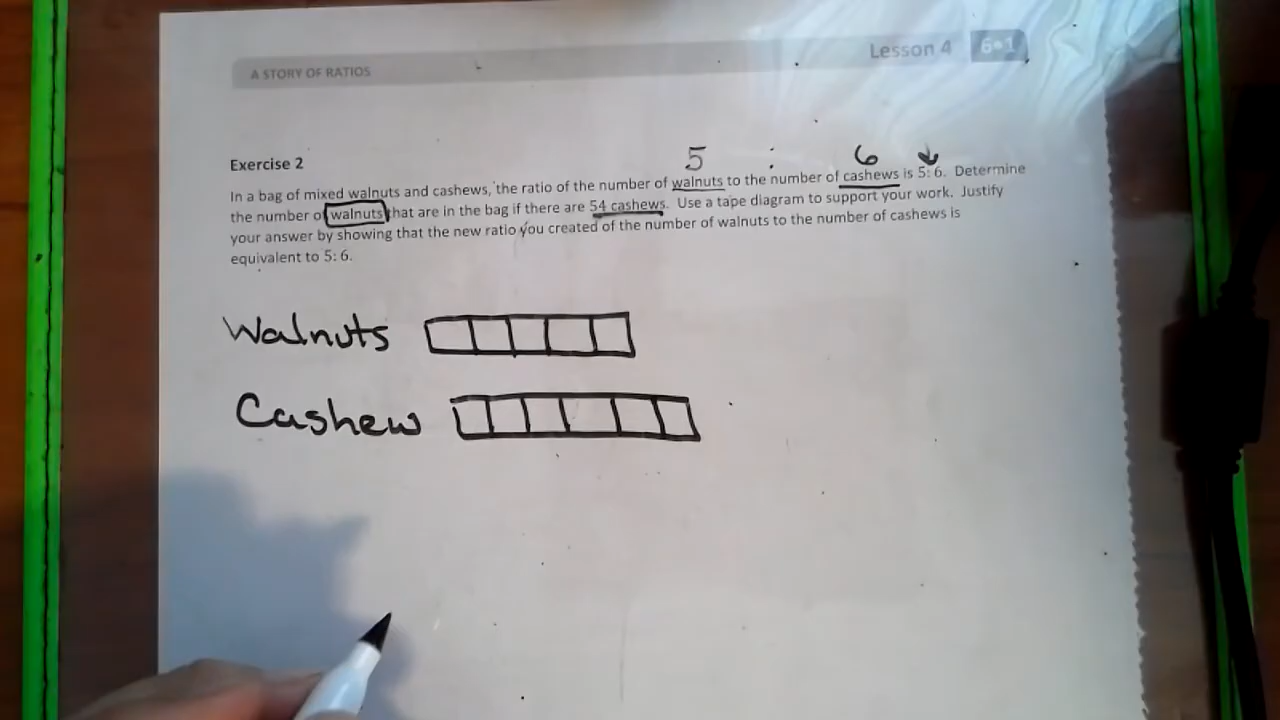 A STORY OF RATIOS
Lesson 4 6•1
5 : 6
Exercise 2
In a bag of mixed walnuts and cashews, the ratio of the number of walnuts to the number of cashews is 5: 6. Determine
the number of walnuts that are in the bag if there are 54 cashews. Use a tape diagram to support your work. Justify
your answer by showing that the new ratio you created of the number of walnuts to the number of cashews is
equivalent to 5: 6.
Walnuts
Cashew